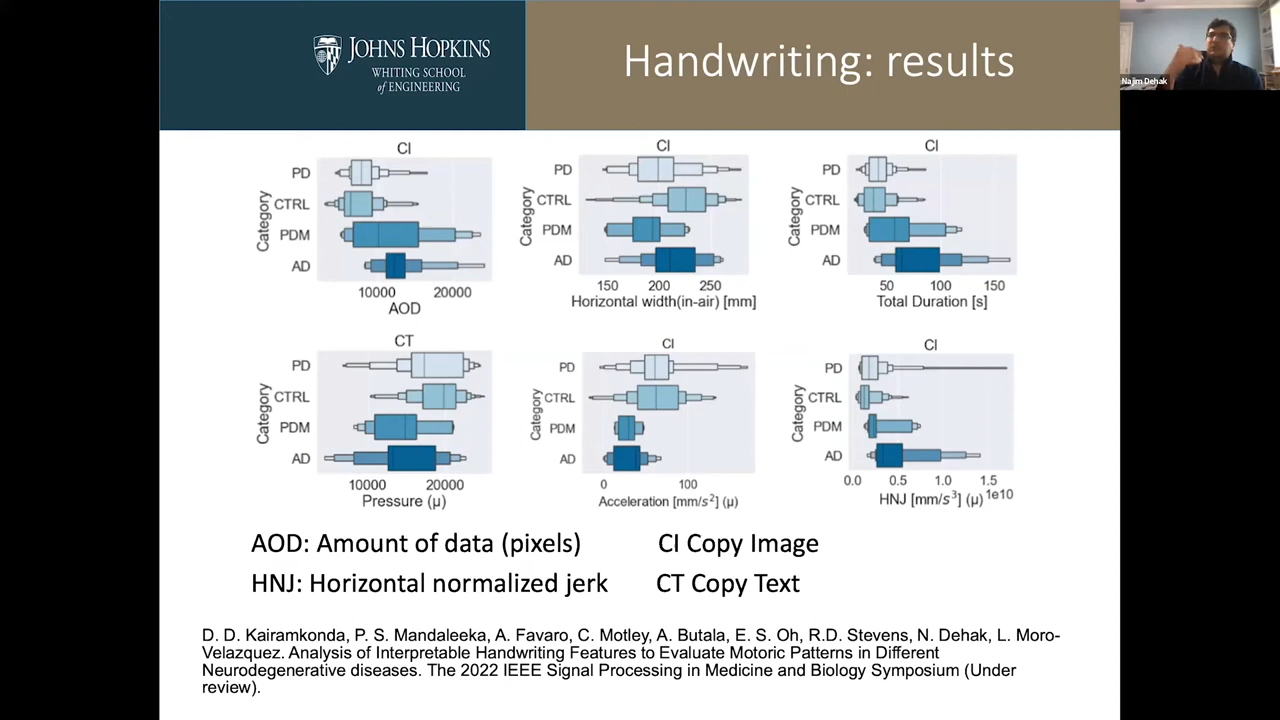 JOHNS HOPKINS
WHITING SCHOOL
of ENGINEERING
Handwriting: results
Najim Dehak
CI
Category
PD
CTRL
PDM
AD
10000 20000
AOD
CI
Category
PD
CTRL
PDM
AD
150 200 250
Horizontal width(in-air) [mm]
CI
Category
PD
CTRL
PDM
AD
50 100 150
Total Duration [s]
CT
Category
PD
CTRL
PDM
AD
10000 20000
Pressure (μ)
CI
Category
PD
CTRL
PDM
AD
0 100
Acceleration [mm/s²] (μ)
CI
Category
PD
CTRL
PDM
AD
0.0 0.5 1.0 1.5
HNJ [mm/s³] (μ) 1e10
AOD: Amount of data (pixels) CI Copy Image
HNJ: Horizontal normalized jerk CT Copy Text
D. D. Kairamkonda, P. S. Mandaleeka, A. Favaro, C. Motley, A. Butala, E. S. Oh, R.D. Stevens, N. Dehak, L. Moro-
Velazquez. Analysis of Interpretable Handwriting Features to Evaluate Motoric Patterns in Different
Neurodegenerative diseases. The 2022 IEEE Signal Processing in Medicine and Biology Symposium (Under
review).